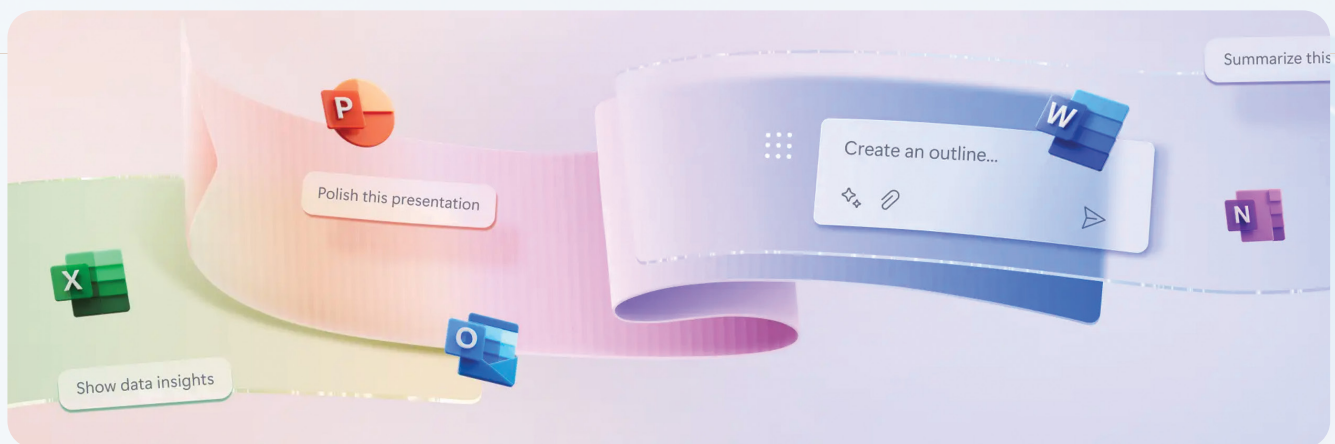 P
Polish this presentation
X
Show data insights
O
Create an outline...
W
Summarize this
N